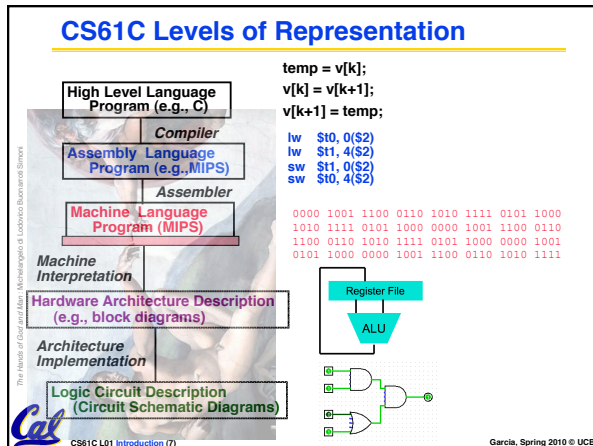 CS61C Levels of Representation
High Level Language
Program (e.g., C)
Compiler
Assembly Language
Program (e.g.,MIPS)
Assembler
Machine Language
Program (MIPS)
Machine
Interpretation
Hardware Architecture Description
(e.g., block diagrams)
Architecture
Implementation
Logic Circuit Description
(Circuit Schematic Diagrams)
temp = v[k];
v[k] = v[k+1];
v[k+1] = temp;
lw $t0, 0($2)
lw $t1, 4($2)
sw $t1, 0($2)
sw $t0, 4($2)
0000 1001 1100 0110 1010 1111 0101 1000
1010 1111 0101 1000 0000 1001 1100 0110
1100 0110 1010 1111 0101 1000 0000 1001
0101 1000 0000 1001 1100 0110 1010 1111
Register File
ALU
The Hands of God and Man : Michelangelo di Lodovico Buonarroti Simoni
Cal
CS61C L01 Introduction (7)
Garcia, Spring 2010 © UCB